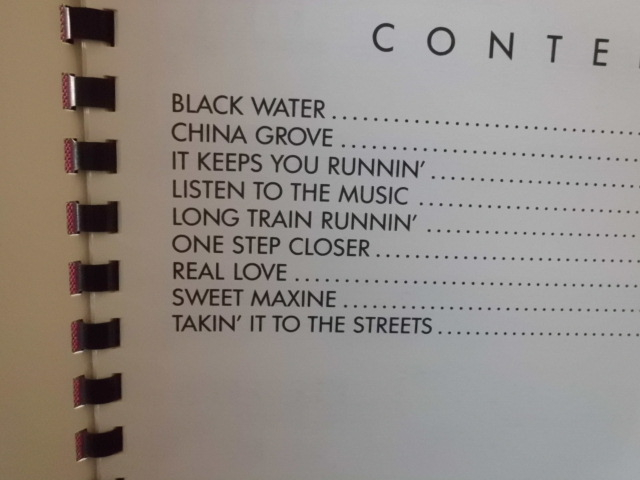 CONTE
BLACK WATER
CHINA GROVE
IT KEEPS YOU RUNNIN'
LISTEN TO THE MUSIC
LONG TRAIN RUNNIN'
ONE STEP CLOSER
REAL LOVE
SWEET MAXINE
TAKIN' IT TO THE STREETS